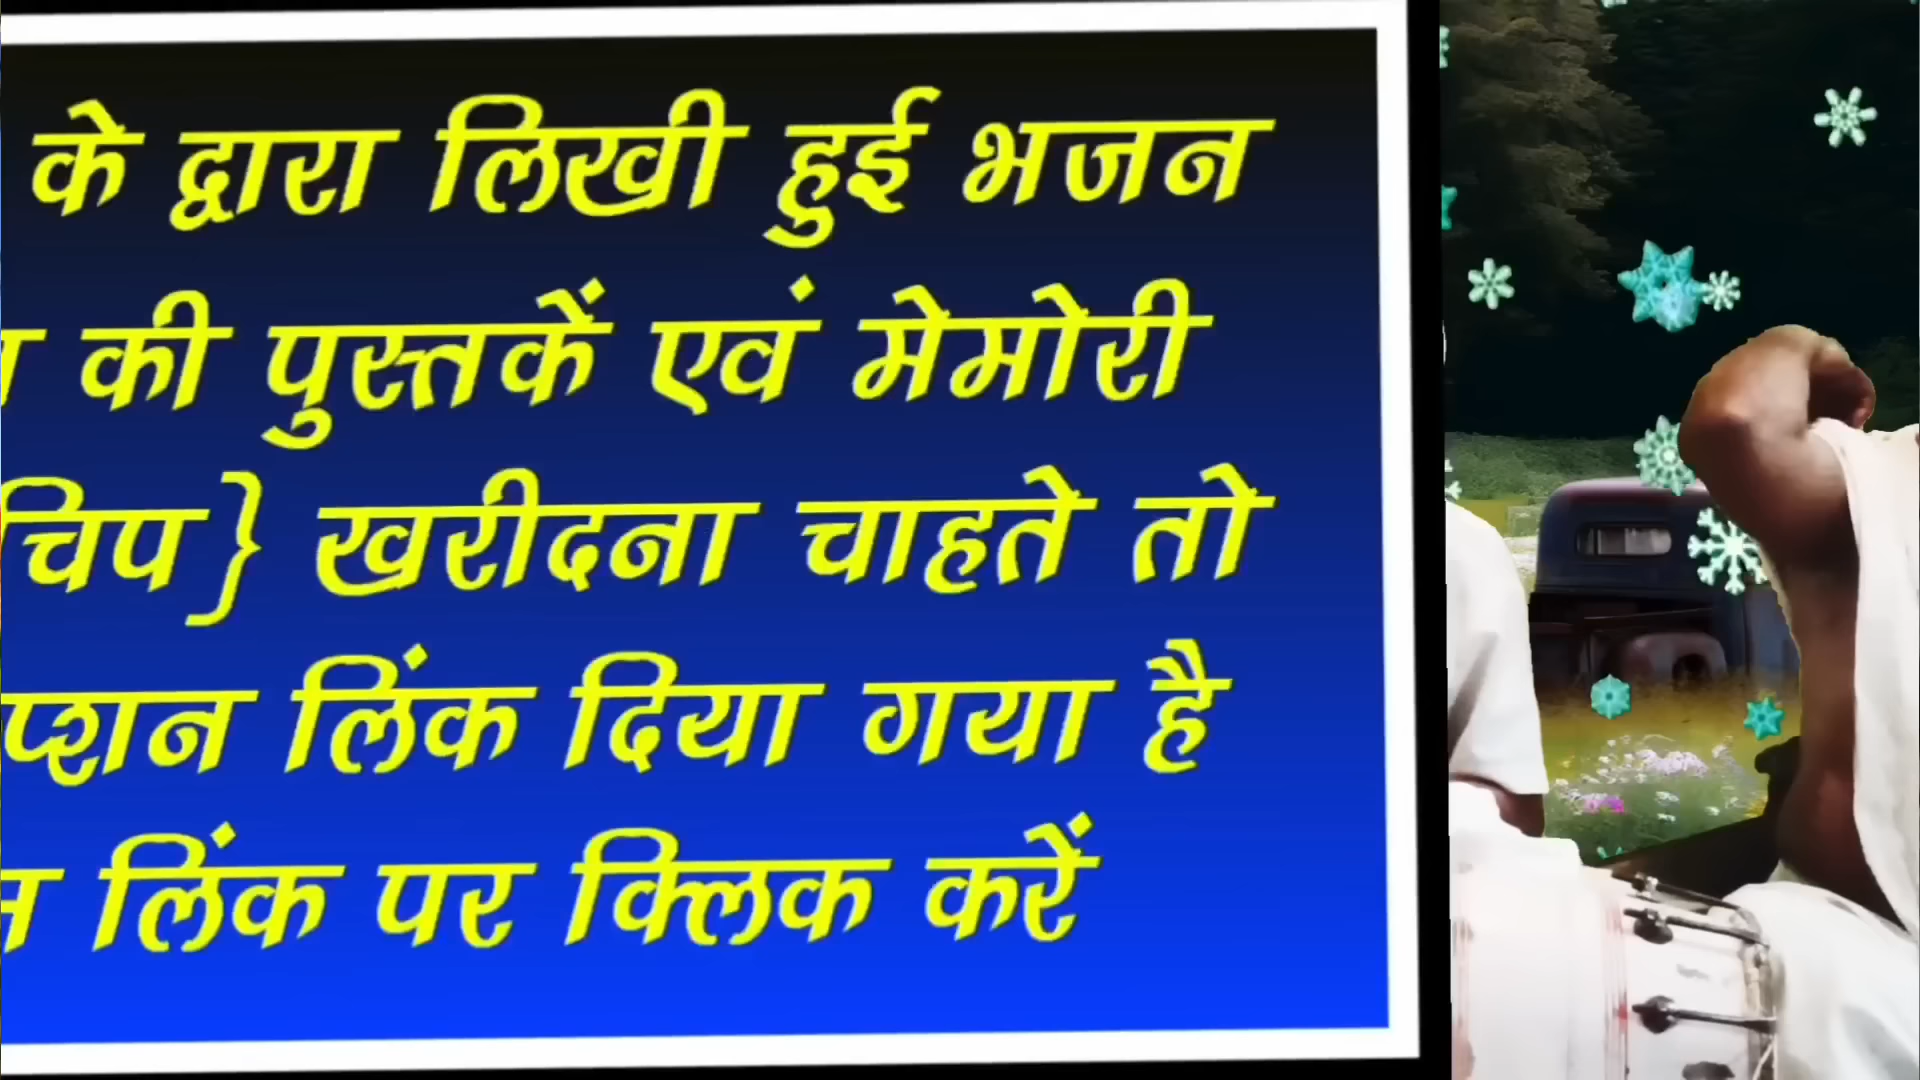 के द्वारा लिखी हुई भजन
की पुस्तकें एवं मेमोरी
चिप} खरीदना चाहते तो
लिंक दिया गया है
लिंक पर क्लिक करें